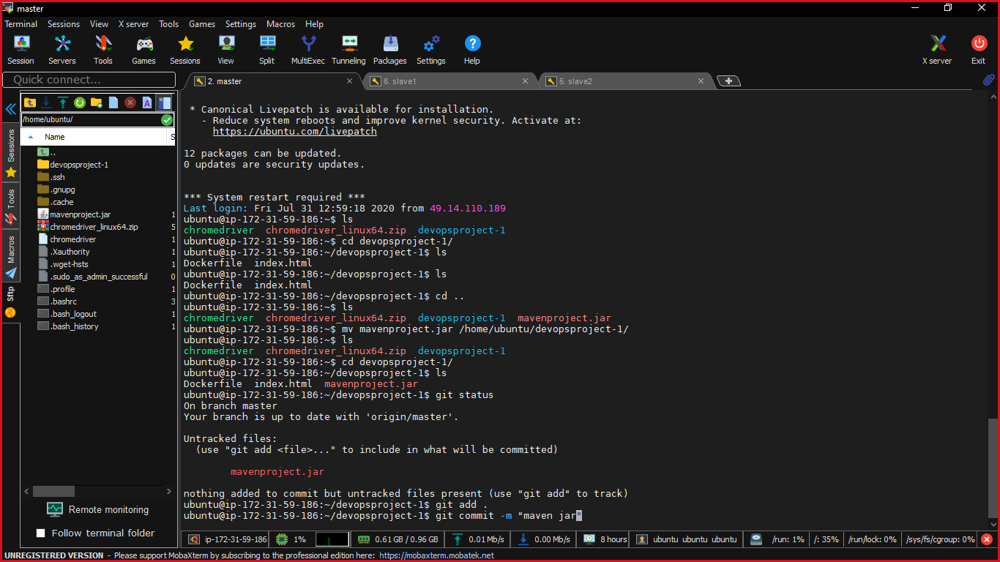 master
Terminal Sessions View X server Tools Games Settings Macros Help
Session Servers Tools Games Sessions View Split MultiExec Tunneling Packages Settings Help X server Exit
Quick connect...
2. master 6. slave1 5. slave2
/home/ubuntu/
Name S
..
devopsproject-1
.ssh
.gnupg
.cache
mavenproject.jar 1
chromedriver_linux64.zip 5
chromedriver 1
.Xauthority 1
.wget-hsts 1
.sudo_as_admin_successful 0
.profile 1
.bashrc 3
.bash_logout 1
.bash_history 1
Sessions
Tools
Macros
Sftp
Remote monitoring
Follow terminal folder
* Canonical Livepatch is available for installation.
- Reduce system reboots and improve kernel security. Activate at:
https://ubuntu.com/livepatch
12 packages can be updated.
0 updates are security updates.
*** System restart required ***
Last login: Fri Jul 31 12:59:18 2020 from 49.14.110.189
ubuntu@ip-172-31-59-186:~$ ls
chromedriver chromedriver_linux64.zip devopsproject-1
ubuntu@ip-172-31-59-186:~$ cd devopsproject-1/
ubuntu@ip-172-31-59-186:~/devopsproject-1$ ls
Dockerfile index.html
ubuntu@ip-172-31-59-186:~/devopsproject-1$ ls
Dockerfile index.html
ubuntu@ip-172-31-59-186:~/devopsproject-1$ cd ..
ubuntu@ip-172-31-59-186:~$ ls
chromedriver chromedriver_linux64.zip devopsproject-1 mavenproject.jar
ubuntu@ip-172-31-59-186:~$ mv mavenproject.jar /home/ubuntu/devopsproject-1/
ubuntu@ip-172-31-59-186:~$ ls
chromedriver chromedriver_linux64.zip devopsproject-1
ubuntu@ip-172-31-59-186:~$ cd devopsproject-1/
ubuntu@ip-172-31-59-186:~/devopsproject-1$ ls
Dockerfile index.html mavenproject.jar
ubuntu@ip-172-31-59-186:~/devopsproject-1$ git status
On branch master
Your branch is up to date with 'origin/master'.
Untracked files:
(use "git add <file>..." to include in what will be committed)
mavenproject.jar
nothing added to commit but untracked files present (use "git add" to track)
ubuntu@ip-172-31-59-186:~/devopsproject-1$ git add .
ubuntu@ip-172-31-59-186:~/devopsproject-1$ git commit -m "maven jar"
ip-172-31-59-186 1% 0.61 GB / 0.96 GB 0.01 Mb/s 0.00 Mb/s 8 hours ubuntu ubuntu ubuntu /run: 1% /: 35% /run/lock: 0% /sys/fs/cgroup: 0%
UNREGISTERED VERSION - Please support MobaXterm by subscribing to the professional edition here: https://mobaxterm.mobatek.net